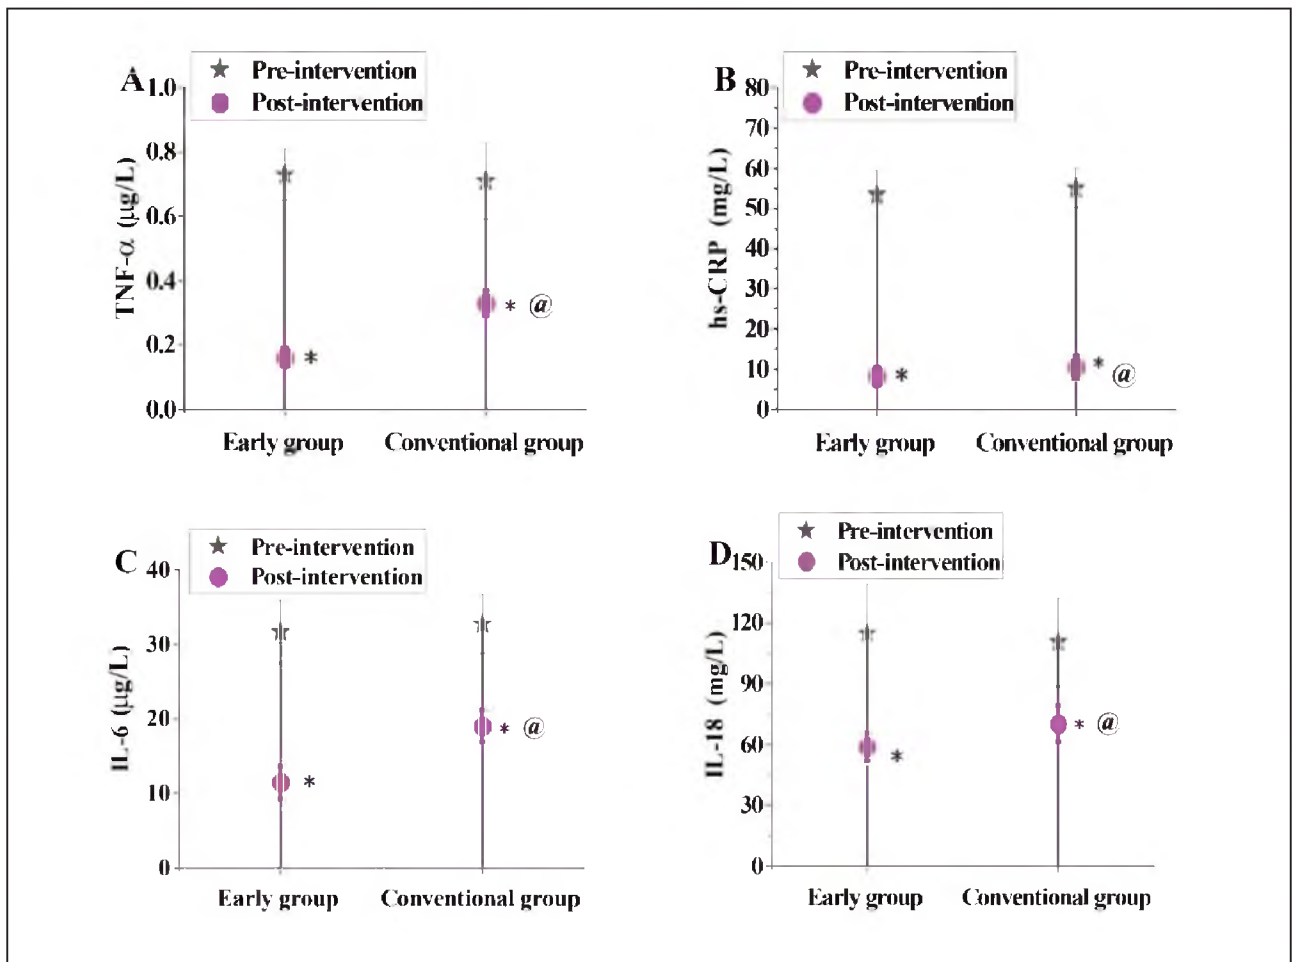 A
Pre-intervention
Post-intervention
1.0
0.8
0.6
0.4
0.2
0.0
TNF-α (μg/L)
* 
* @
Early group
Conventional group
B
Pre-intervention
Post-intervention
80
70
60
50
40
30
20
10
0
hs-CRP (mg/L)
*
* @
Early group
Conventional group
C
Pre-intervention
Post-intervention
40
30
20
10
0
IL-6 (μg/L)
*
* @
Early group
Conventional group
D
Pre-intervention
Post-intervention
150
120
90
60
30
0
IL-18 (mg/L)
*
* @
Early group
Conventional group